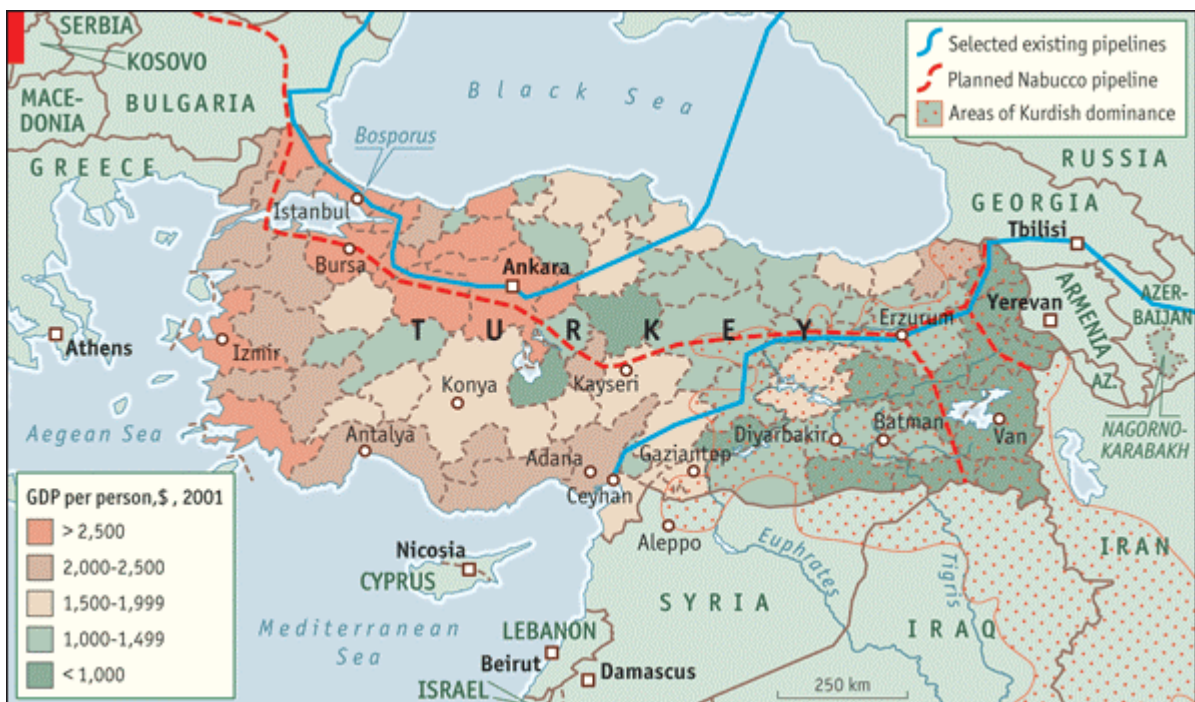 SERBIA
KOSOVO
MACE-
DONIA
BULGARIA
GREECE
Black Sea
Bosporus
Selected existing pipelines
Planned Nabucco pipeline
Areas of Kurdish dominance
RUSSIA
GEORGIA
Tbilisi
Istanbul
Bursa
Ankara
TURKEY
Erzurum
Yerevan
ARMENIA
AZER-
BAIJAN
AZ.
Athens
Izmir
Konya
Kayseri
Diyarbakir
Batman
Van
NAGORNO-
KARABAKH
Aegean Sea
Antalya
Adana
Ceyhan
Gaziantep
GDP per person,$ , 2001
> 2,500
2,000-2,500
1,500-1,999
1,000-1,499
< 1,000
Nicosia
CYPRUS
Aleppo
Euphrates
Tigris
IRAN
SYRIA
IRAQ
Mediterranean
Sea
LEBANON
Beirut
Damascus
ISRAEL
250 km